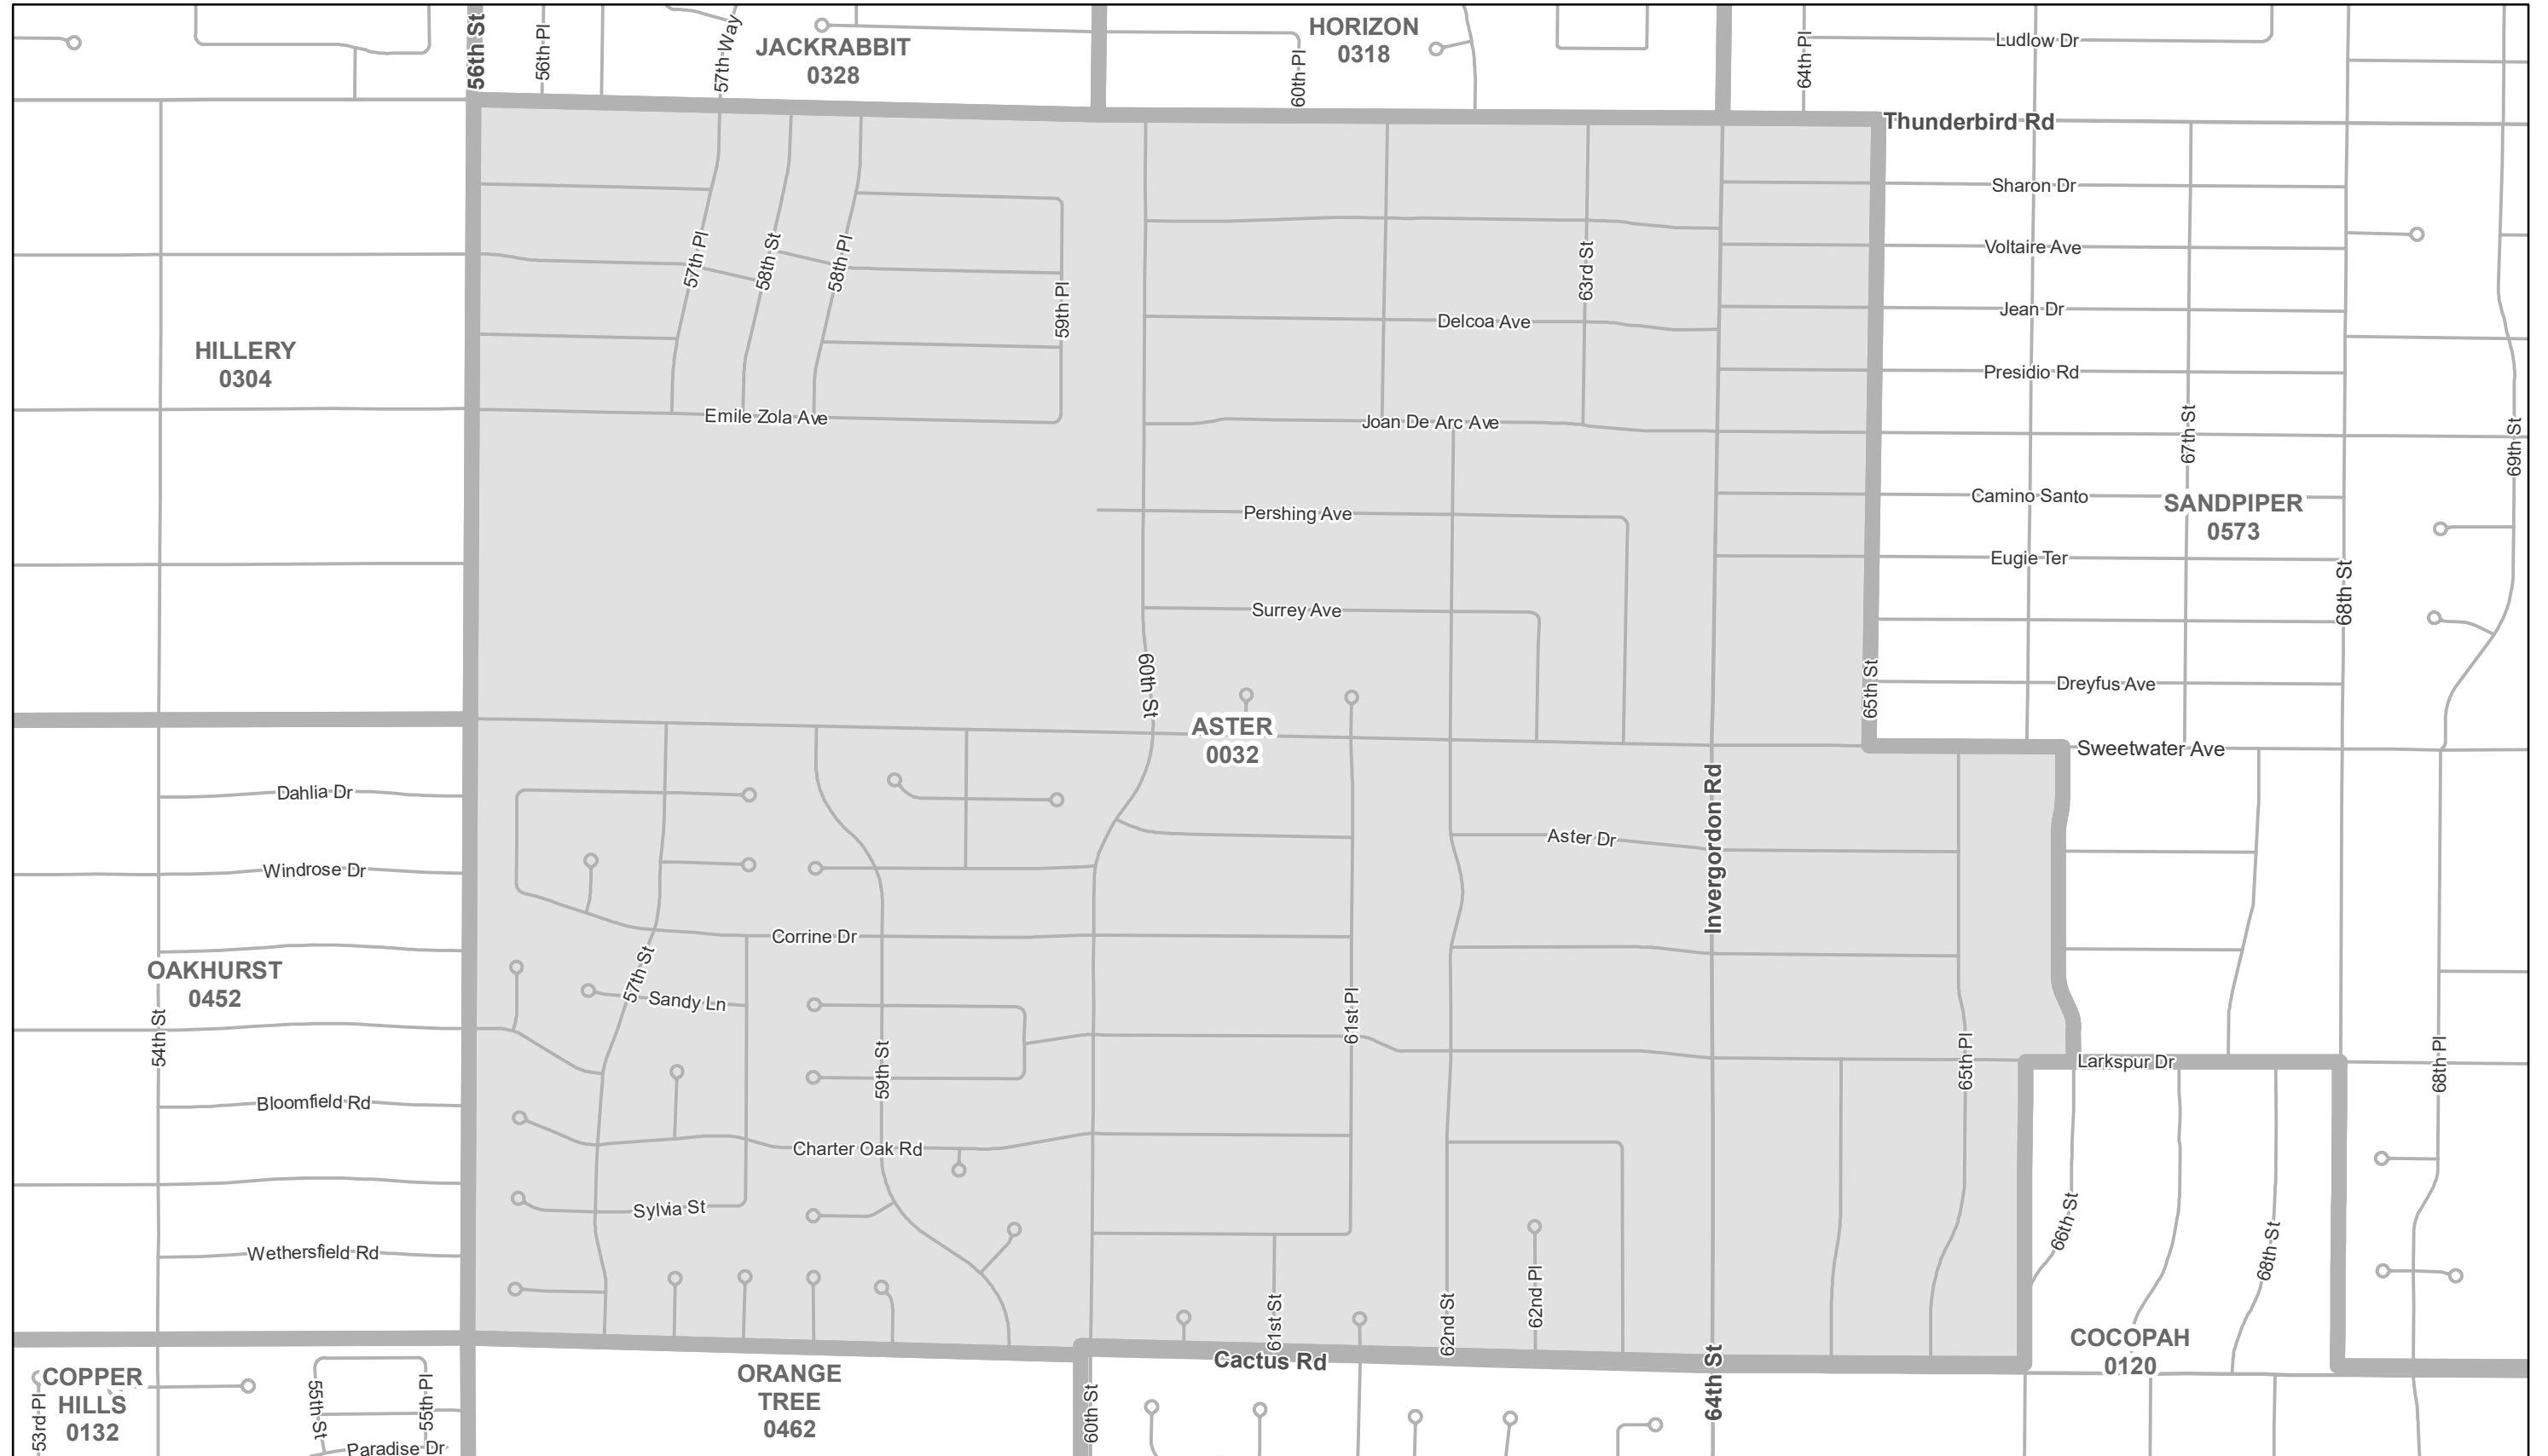 56th St
56th Pl
57th Way
JACKRABBIT
0328
60th Pl
HORIZON
0318
64th Pl
Ludlow Dr
Thunderbird Rd
Sharon Dr
Voltaire Ave
Jean Dr
Presidio Rd
67th St
69th St
Camino Santo
SANDPIPER
0573
Eugie Ter
68th St
65th St
Dreyfus Ave
Sweetwater Ave
HILLERY
0304
57th Pl
58th St
58th Pl
59th Pl
63rd St
Delcoa Ave
Emile Zola Ave
Joan De Arc Ave
Pershing Ave
Surrey Ave
60th St
ASTER
0032
Invergordon Rd
Aster Dr
Dahlia Dr
Windrose Dr
OAKHURST
0452
54th St
Bloomfield Rd
Wethersfield Rd
Corrine Dr
57th St
Sandy Ln
59th St
61st Pl
Charter Oak Rd
Sylvia St
65th Pl
Larkspur Dr
68th Pl
66th St
68th St
61st St
62nd St
62nd Pl
Cactus Rd
64th St
COCOPAH
0120
COPPER
HILLS
0132
53rd Pl
55th St
55th Pl
Paradise Dr
ORANGE
TREE
0462
60th St